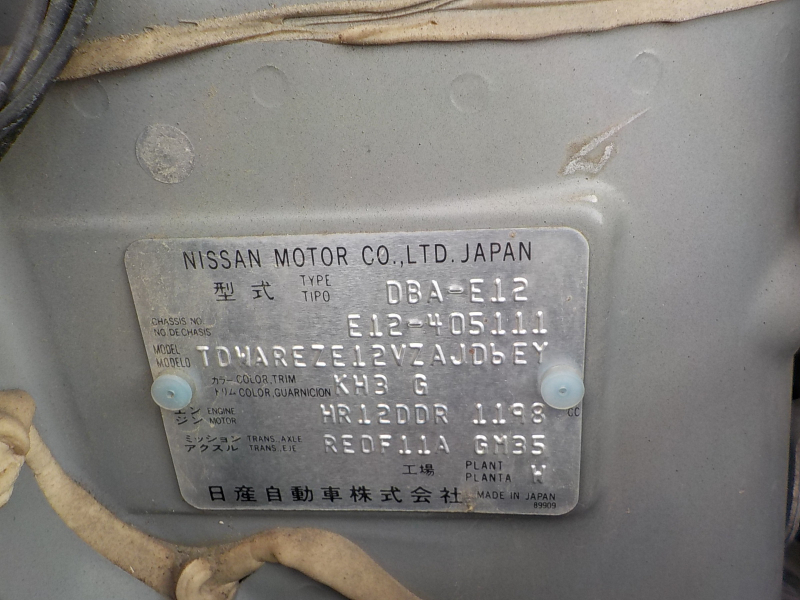 NISSAN MOTOR CO.,LTD. JAPAN
型式 TYPE TIPO DBA-E12
CHASSIS NO. NO.DE CHASIS E12-405111
MODEL MODELO TDWAREZE12VZAJD6EY
カラー COLOR,TRIM トリム COLOR,GUARNICION KH3 G
エンジン ENGINE MOTOR HR12DDR 1198 CC
ミッション アクスル TRANS. AXLE TRANS. EJE RE0F11A GM35
工場 PLANT PLANTA W
日産自動車株式会社 MADE IN JAPAN
89909